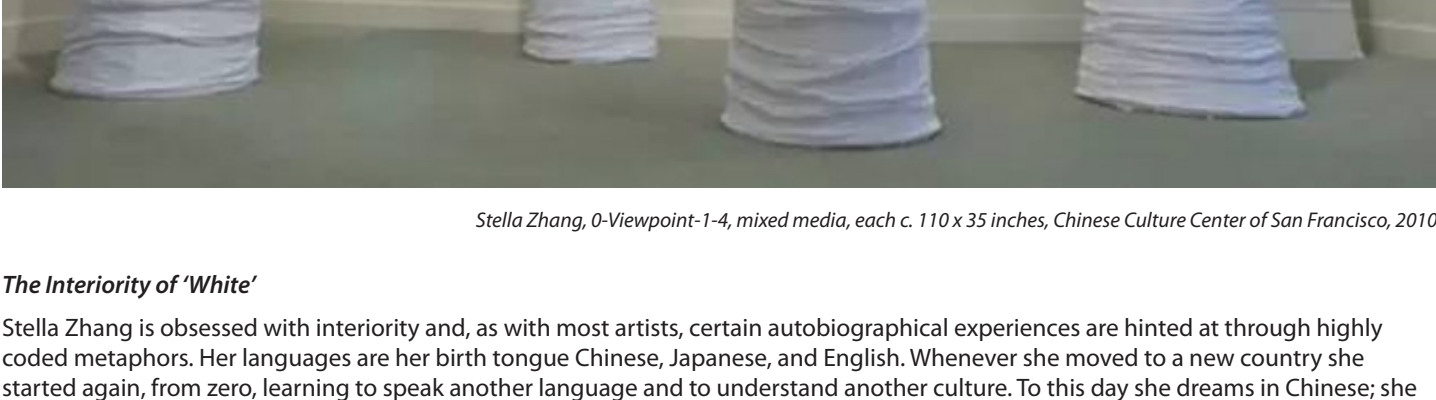 Stella Zhang, 0-Viewpoint-1-4, mixed media, each c. 110 x 35 inches, Chinese Culture Center of San Francisco, 2010
The Interiority of ‘White’
Stella Zhang is obsessed with interiority and, as with most artists, certain autobiographical experiences are hinted at through highly
coded metaphors. Her languages are her birth tongue Chinese, Japanese, and English. Whenever she moved to a new country she
started again, from zero, learning to speak another language and to understand another culture. To this day she dreams in Chinese; she